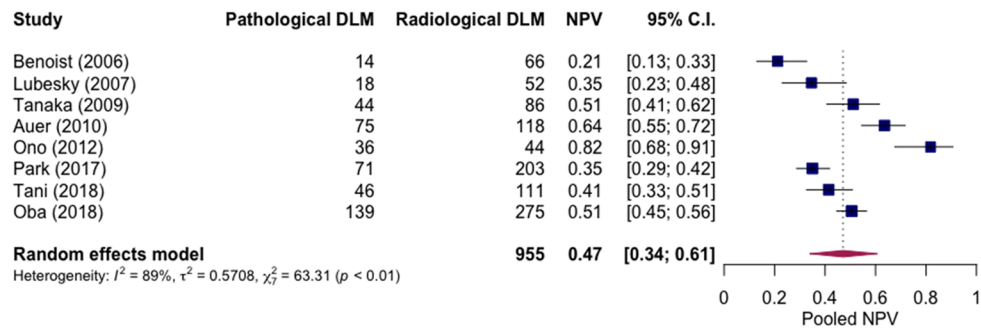 Study Pathological DLM Radiological DLM NPV 95% C.I.
Benoist (2006) 14 66 0.21 [0.13; 0.33]
Lubesky (2007) 18 52 0.35 [0.23; 0.48]
Tanaka (2009) 44 86 0.51 [0.41; 0.62]
Auer (2010) 75 118 0.64 [0.55; 0.72]
Ono (2012) 36 44 0.82 [0.68; 0.91]
Park (2017) 71 203 0.35 [0.29; 0.42]
Tani (2018) 46 111 0.41 [0.33; 0.51]
Oba (2018) 139 275 0.51 [0.45; 0.56]
Random effects model 955 0.47 [0.34; 0.61]
Heterogeneity: I² = 89%, τ² = 0.5708, χ²₇ = 63.31 (p < 0.01)
0 0.2 0.4 0.6 0.8 1
Pooled NPV